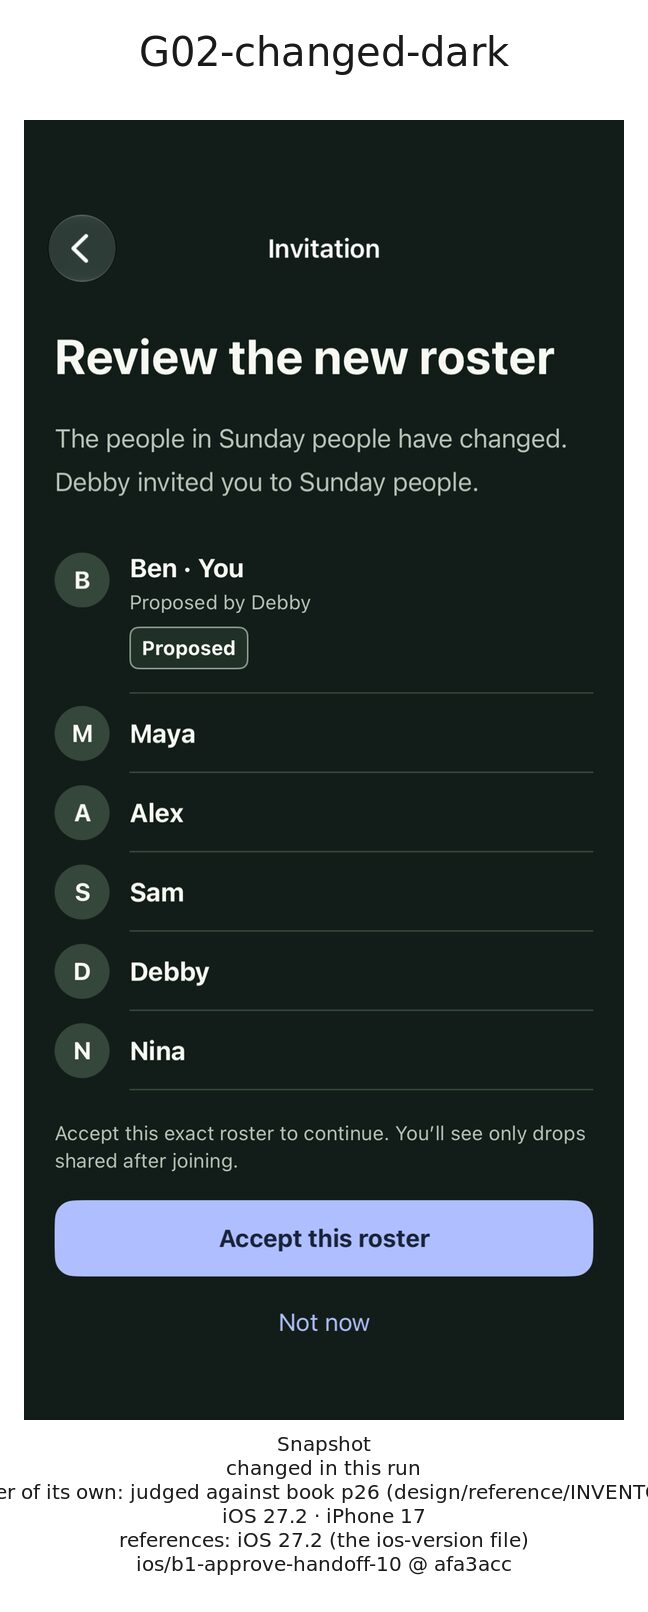 G02-changed-dark
Invitation
Review the new roster
The people in Sunday people have changed.
Debby invited you to Sunday people.
B
Ben · You
Proposed by Debby
Proposed
M
Maya
A
Alex
S
Sam
D
Debby
N
Nina
Accept this exact roster to continue. You’ll see only drops
shared after joining.
Accept this roster
Not now
Snapshot
changed in this run
of its own: judged against book p26 (design/reference/
iOS 27.2 · iPhone 17
references: iOS 27.2 (the ios-version file)
ios/b1-approve-handoff-10 @ afa3acc